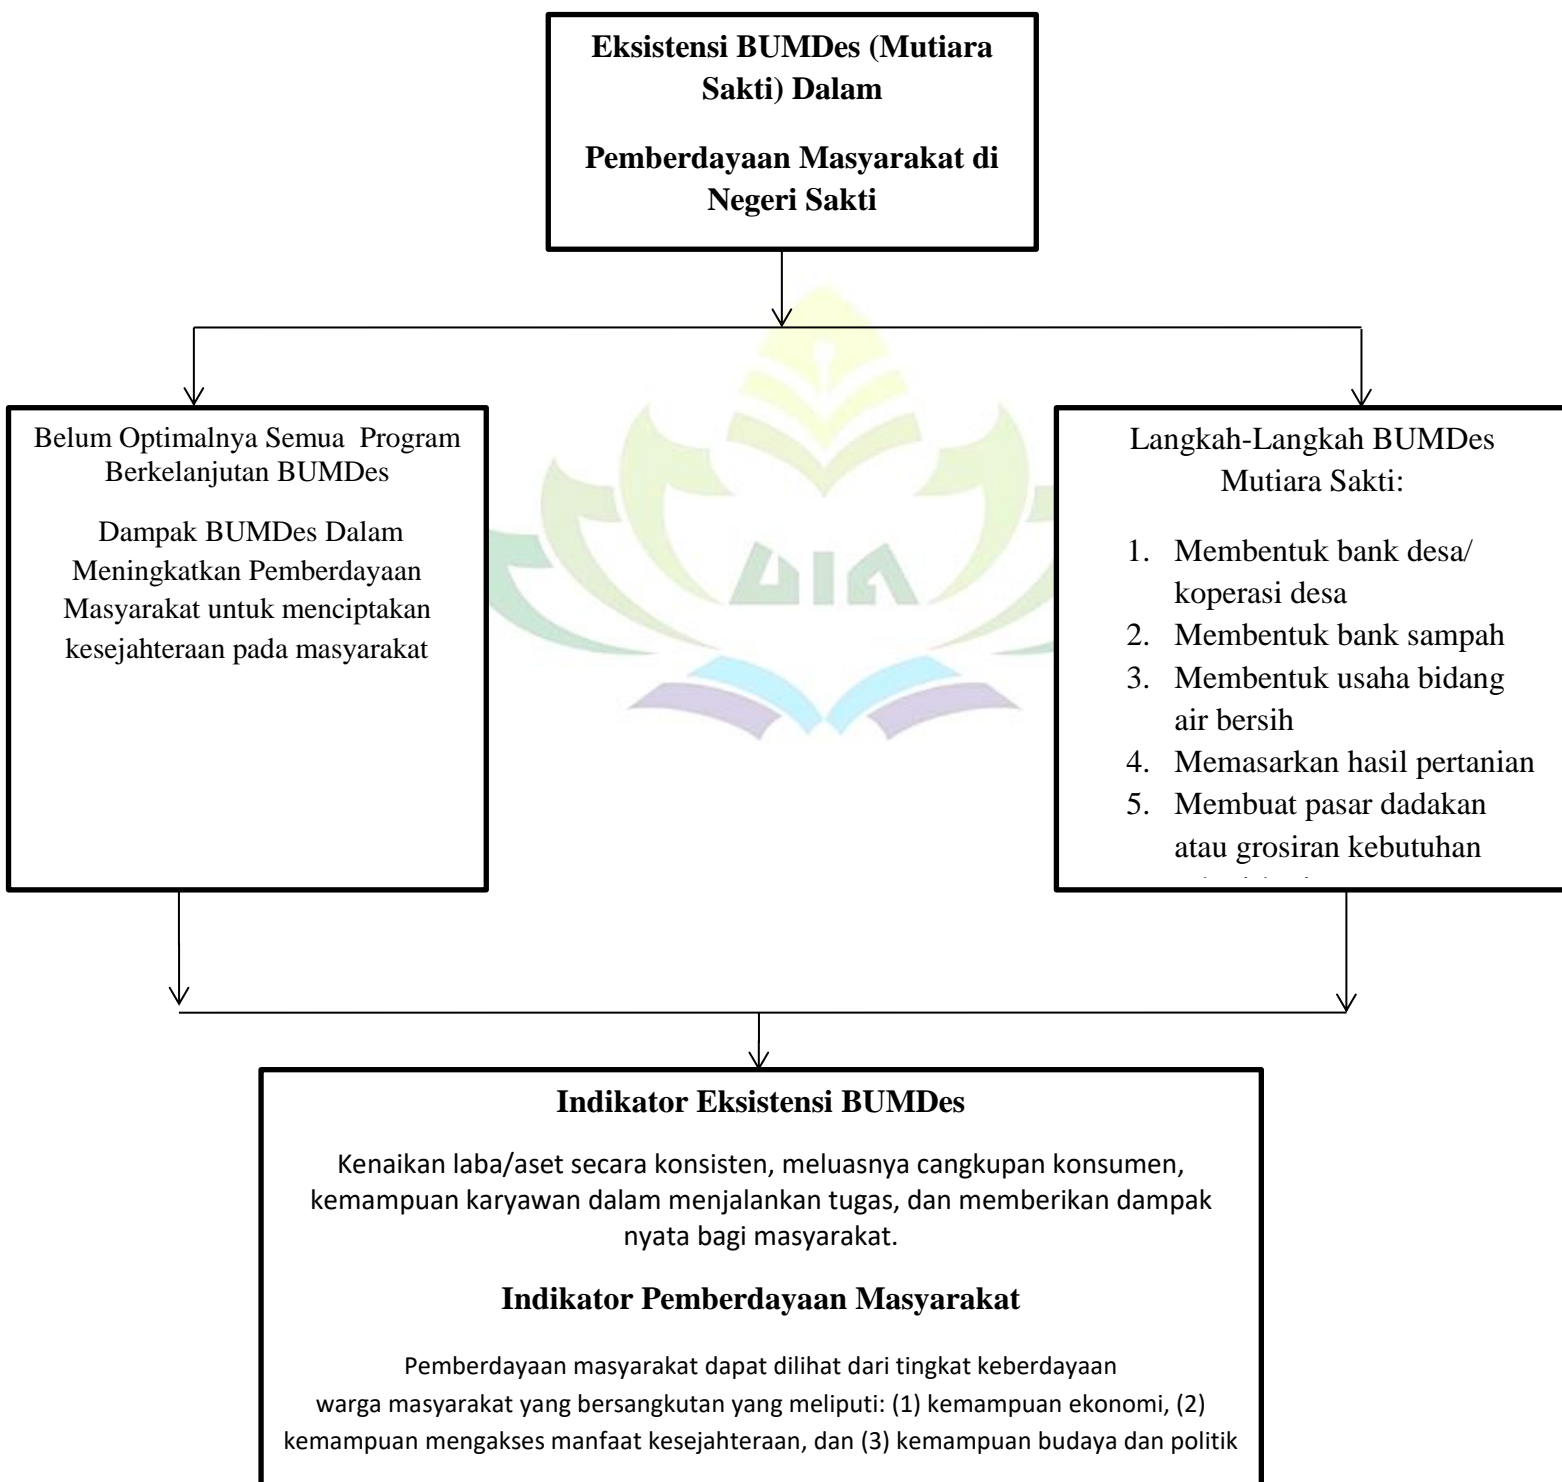 Eksistensi BUMDes (Mutiara
Sakti) Dalam
Pemberdayaan Masyarakat di
Negeri Sakti
Belum Optimalnya Semua Program
Berkelanjutan BUMDes
Dampak BUMDes Dalam
Meningkatkan Pemberdayaan
Masyarakat untuk menciptakan
kesejahteraan pada masyarakat
Langkah-Langkah BUMDes
Mutiara Sakti:
1. Membentuk bank desa/
koperasi desa
2. Membentuk bank sampah
3. Membentuk usaha bidang
air bersih
4. Memasarkan hasil pertanian
5. Membuat pasar dadakan
atau grosiran kebutuhan
UIN
Indikator Eksistensi BUMDes
Kenaikan laba/aset secara konsisten, meluasnya cangkupan konsumen,
kemampuan karyawan dalam menjalankan tugas, dan memberikan dampak
nyata bagi masyarakat.
Indikator Pemberdayaan Masyarakat
Pemberdayaan masyarakat dapat dilihat dari tingkat keberdayaan
warga masyarakat yang bersangkutan yang meliputi: (1) kemampuan ekonomi, (2)
kemampuan mengakses manfaat kesejahteraan, dan (3) kemampuan budaya dan politik